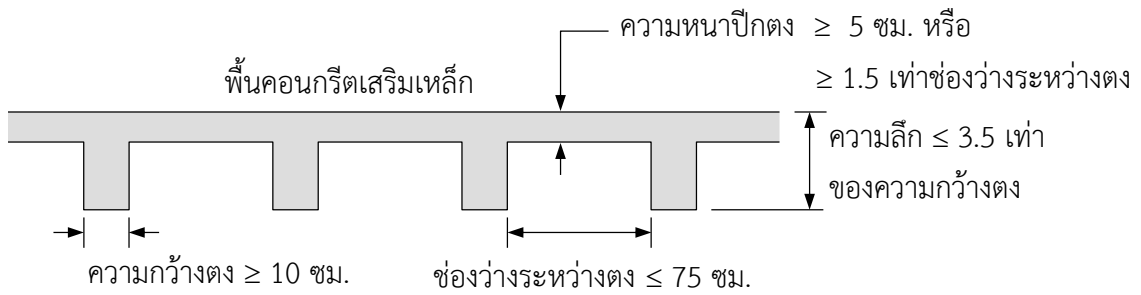 ความหนาปีกตง ≥ 5 ซม. หรือ
≥ 1.5 เท่าช่องว่างระหว่างตง
พื้นคอนกรีตเสริมเหล็ก
ความลึก ≤ 3.5 เท่า
ของความกว้างตง
ความกว้างตง ≥ 10 ซม.
ช่องว่างระหว่างตง ≤ 75 ซม.